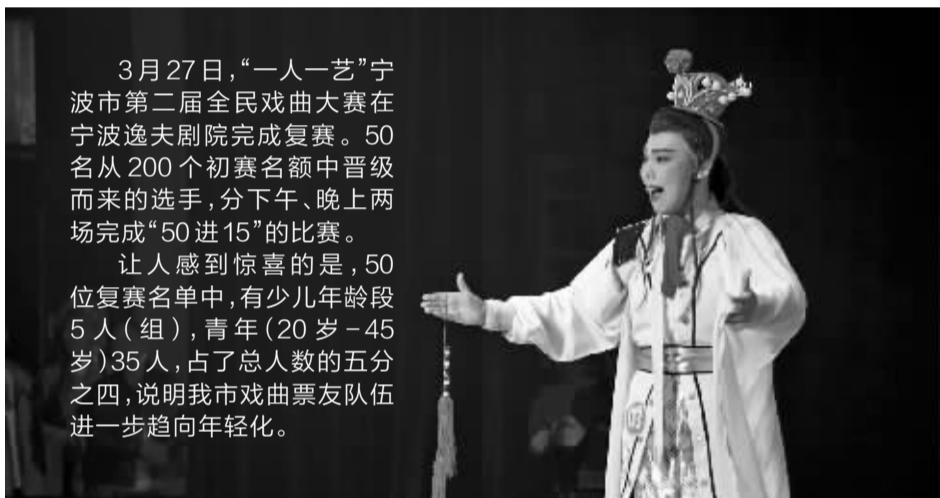 3月27日，“一人一艺”宁
波市第二届全民戏曲大赛在
宁波逸夫剧院完成复赛。50
名从200个初赛名额中晋级
而来的选手，分下午、晚上两
场完成“50进15”的比赛。
让人感到惊喜的是，50
位复赛名单中，有少儿年龄段
5人（组），青年（20岁－45
岁）35人，占了总人数的五分
之四，说明我市戏曲票友队伍
进一步趋向年轻化。